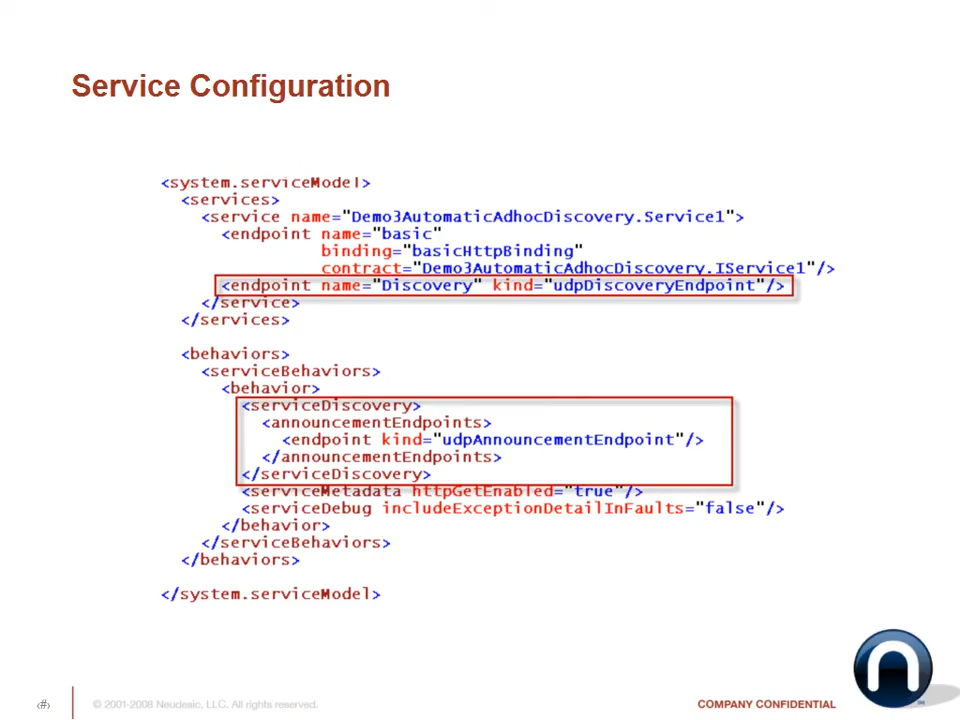 Service Configuration
<system.serviceModel>
<services>
<service name="Demo3AutomaticAdhocDiscovery.Service1">
<endpoint name="basic"
binding="basicHttpBinding"
contract="Demo3AutomaticAdhocDiscovery.IService1"/>
<endpoint name="Discovery" kind="udpDiscoveryEndpoint"/>
</service>
</services>
<behaviors>
<serviceBehaviors>
<behavior>
<serviceDiscovery>
<announcementEndpoints>
<endpoint kind="udpAnnouncementEndpoint"/>
</announcementEndpoints>
</serviceDiscovery>
<serviceMetadata httpGetEnabled="true"/>
<serviceDebug includeExceptionDetailInFaults="false"/>
</behavior>
</serviceBehaviors>
</behaviors>
</system.serviceModel>
‹#›
© 2001-2008 Neudesic, LLC. All rights reserved.
COMPANY CONFIDENTIAL
SM